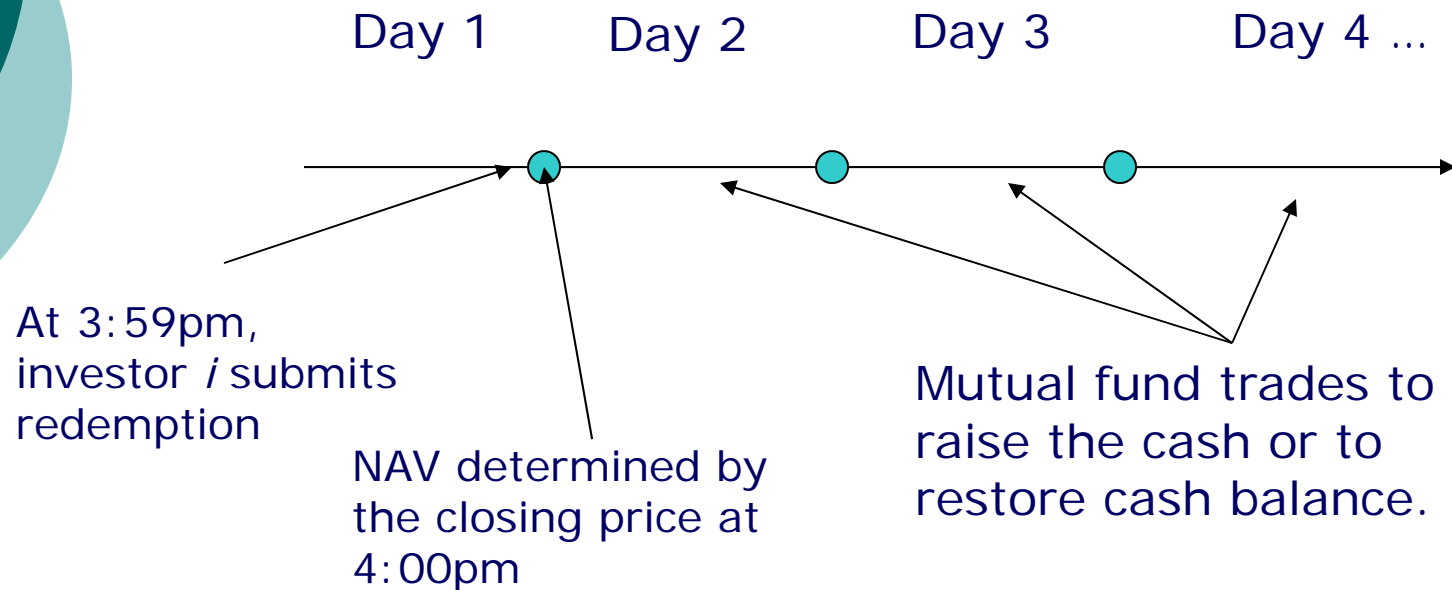 Day 1 Day 2 Day 3 Day 4 ...
At 3:59pm,
investor i submits
redemption
NAV determined by
the closing price at
4:00pm
Mutual fund trades to
raise the cash or to
restore cash balance.